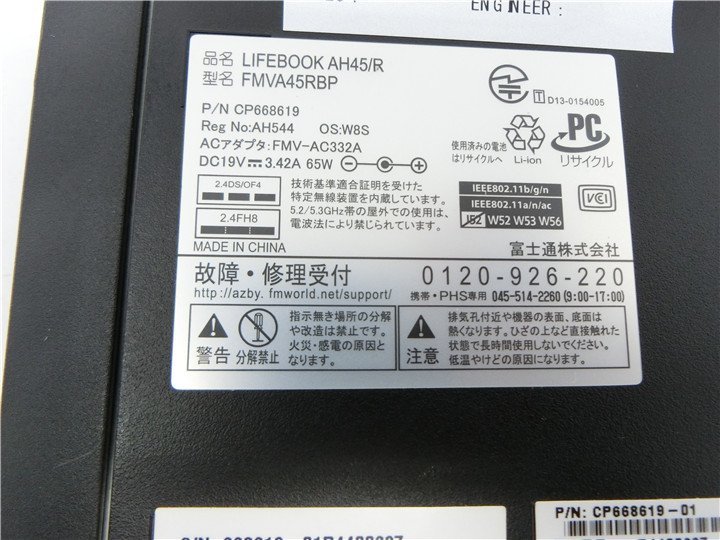 ENGINEER :
品名 LIFEBOOK AH45/R
型名 FMVA45RBP
P/N CP668619
Reg No:AH544 OS:W8S
ACアダプタ:FMV-AC332A
DC19V 3.42A 65W
T D13-0154005
使用済みの電池はリサイクルへ
Li-ion
PC
リサイクル
2.4DS/OF4
2.4FH8
技術基準適合証明を受けた
特定無線装置を内蔵しています。
5.2/5.3GHz帯の屋外での使用は、
電波法により禁じられています。
IEEE802.11b/g/n
IEEE802.11a/n/ac
J52 W52 W53 W56
VCCI
MADE IN CHINA
富士通株式会社
故障・修理受付 0120-926-220
http://azby.fmworld.net/support/ 携帯・PHS専用 045-514-2260(9:00-17:00)
警告 分解禁止
指示無き場所の分解
や改造は禁止です。
火災・感電の原因と
なります。
注意
排気孔付近や機器の表面、底面は
熱くなります。ひざの上など直接触れた
状態で長時間使用しないでください。
低温やけどの原因になります。
P/N: CP668619-01